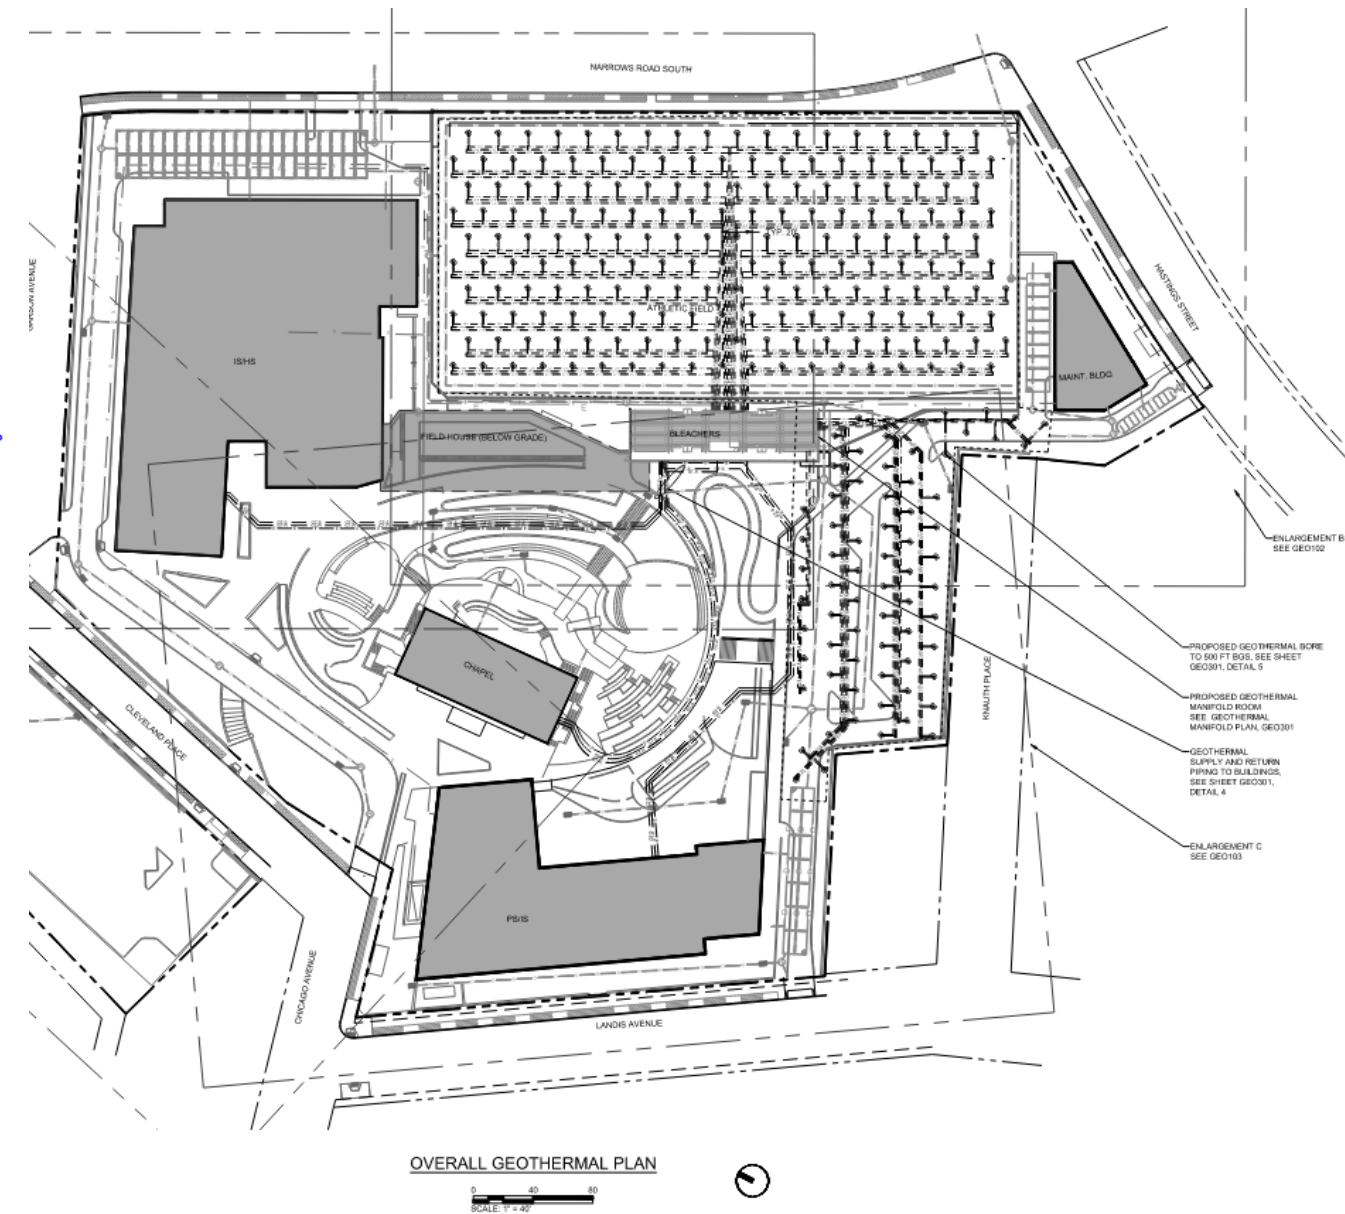 NARROWS ROAD SOUTH
HASTINGS STREET
TYP. 20'
ATHLETIC FIELD
IS/HS
MAINT. BLDG
FIELD HOUSE (BELOW GRADE)
BLEACHERS
ENLARGEMENT B
SEE GEO102
PROPOSED GEOTHERMAL BORE
TO 500 FT BGS, SEE SHEET
GEO301, DETAIL 5
KNAUTH PLACE
CHAPEL
PROPOSED GEOTHERMAL
MANIFOLD ROOM
SEE GEOTHERMAL
MANIFOLD PLAN, GEO301
CLEVELAND PLACE
GEOTHERMAL
SUPPLY AND RETURN
PIPING TO BUILDINGS,
SEE SHEET GEO301,
DETAIL 4
ENLARGEMENT C
SEE GEO103
PS/IS
CHICAGO AVENUE
LANDIS AVENUE
OVERALL GEOTHERMAL PLAN
0 40 80
SCALE: 1" = 40'